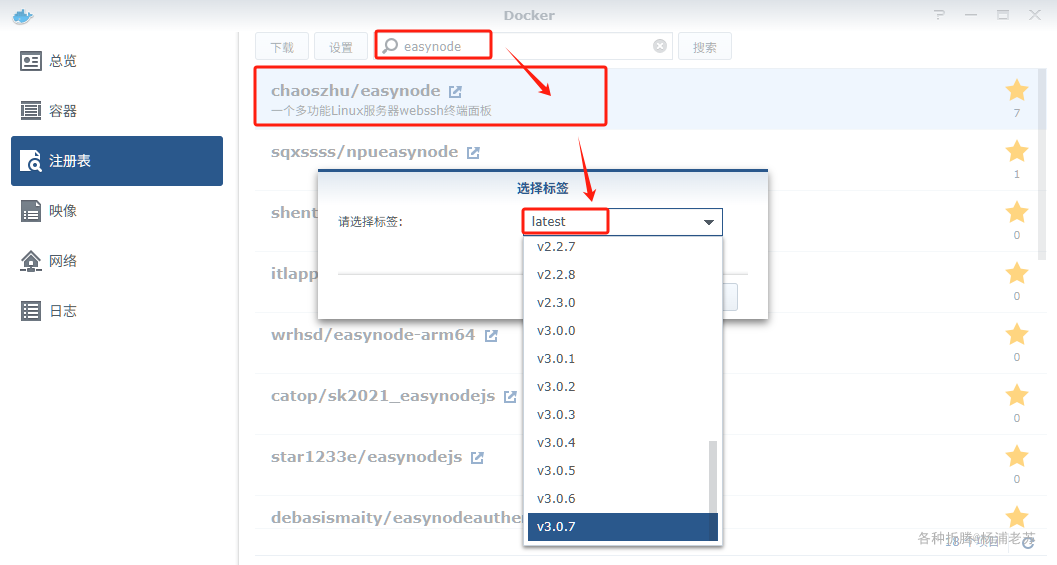 Docker
总览
容器
注册表
映像
网络
日志
下载
设置
easynode
搜索
chaoszhu/easynode
一个多功能Linux服务器webssh终端面板
7
sqxssss/npueasynode
1
选择标签
请选择标签:
latest
v2.2.7
v2.2.8
v2.3.0
v3.0.0
v3.0.1
v3.0.2
v3.0.3
v3.0.4
v3.0.5
v3.0.6
v3.0.7
shent
0
itlapp
0
wrhsd/easynode-arm64
0
catop/sk2021_easynodejs
0
star1233e/easynodejs
0
debasismaity/easynodeauthe
18 个项目
各种折腾@杨浦老苏